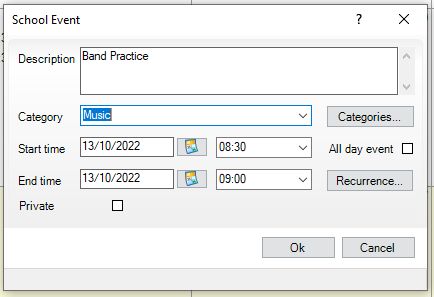 School Event
Description Band Practice
Category Music Categories...
Start time 13/10/2022 08:30 All day event
End time 13/10/2022 09:00 Recurrence...
Private
Ok Cancel